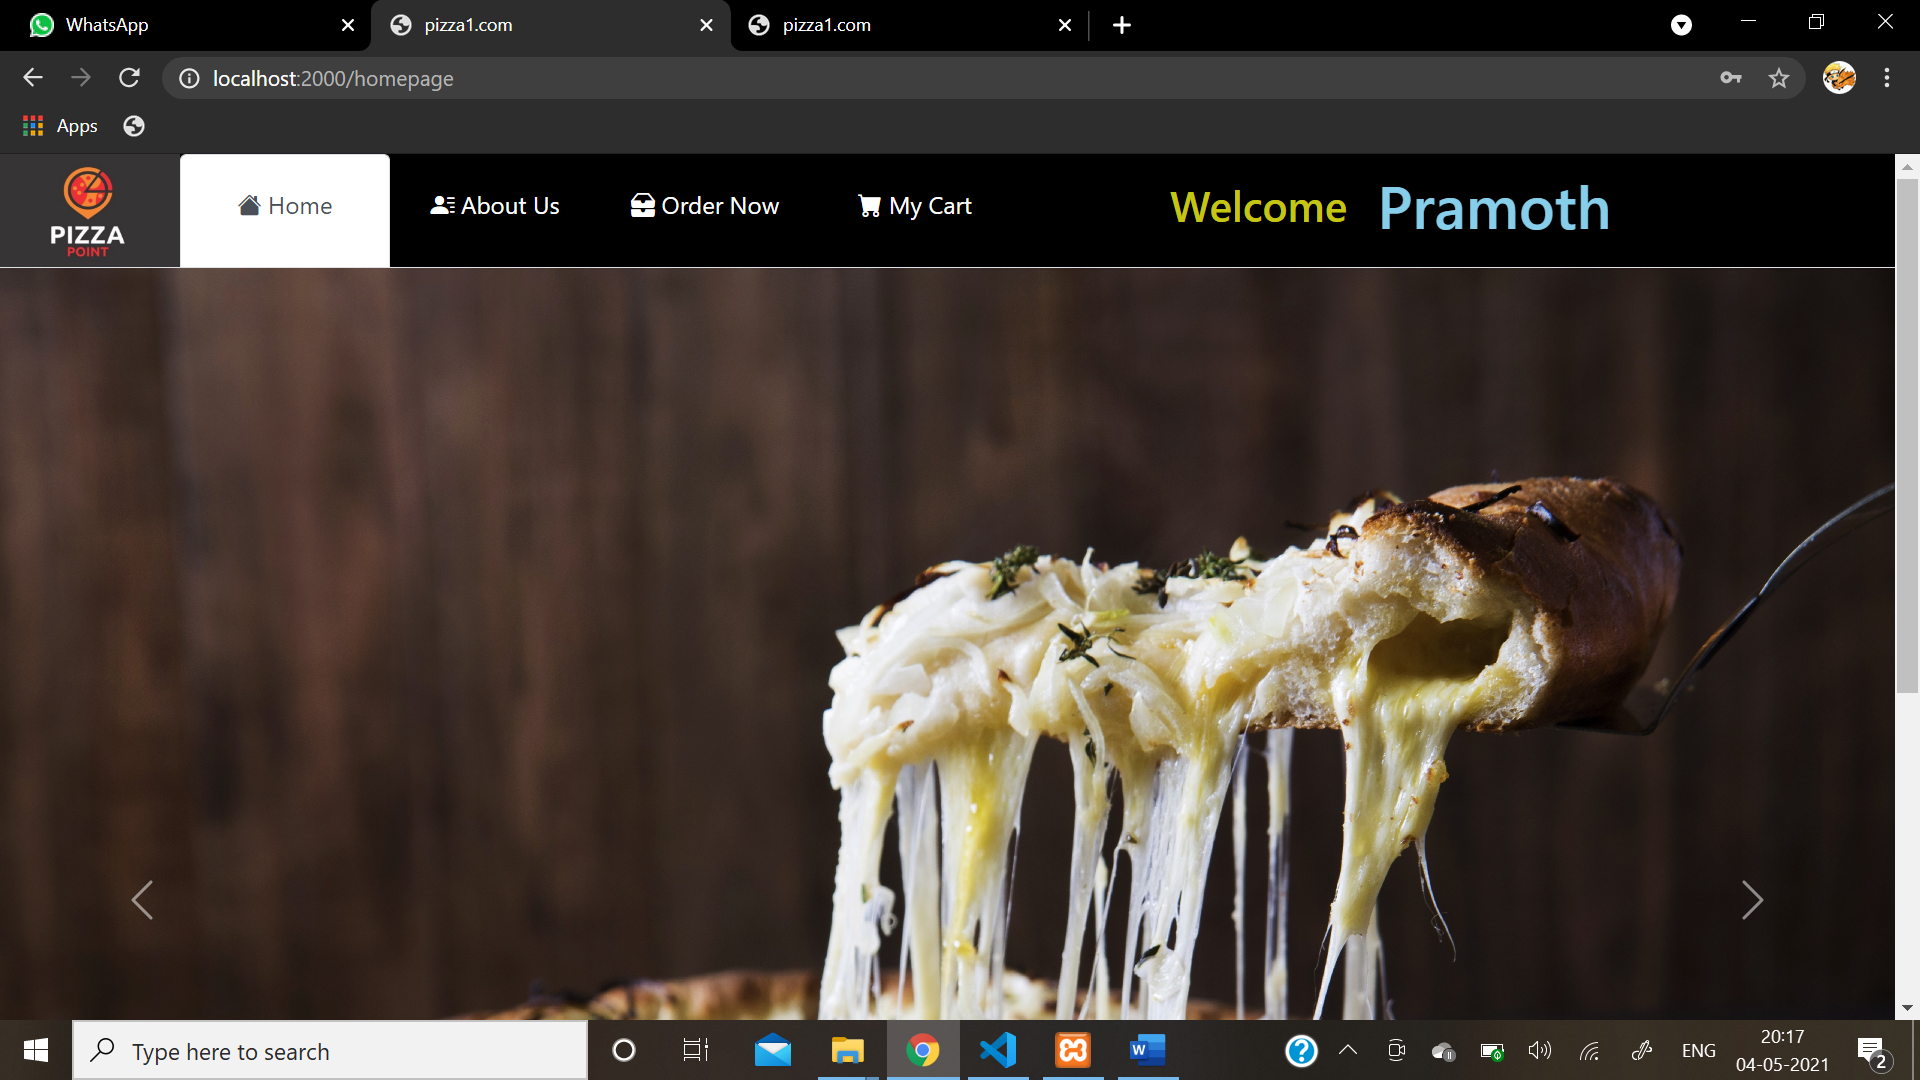 WhatsApp
pizza1.com
pizza1.com
localhost:2000/homepage
Apps
PIZZA
POINT
Home
About Us
Order Now
My Cart
Welcome Pramoth
Type here to search
W
ENG
20:17
04-05-2021
2